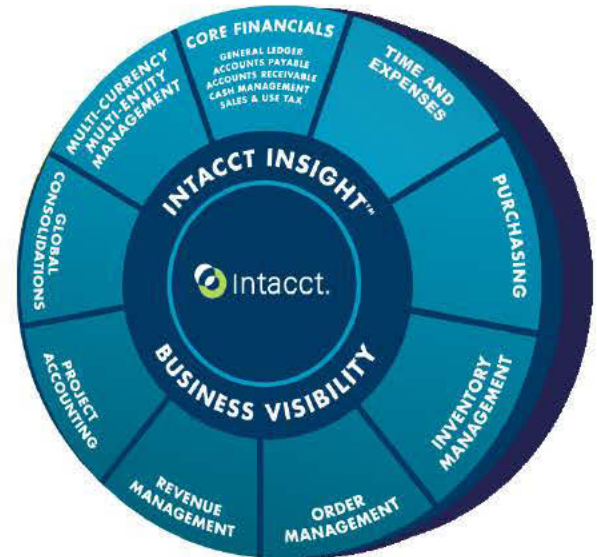 CORE FINANCIALS
GENERAL LEDGER
ACCOUNTS PAYABLE
ACCOUNTS RECEIVABLE
CASH MANAGEMENT
SALES & USE TAX
TIME AND
EXPENSES
PURCHASING
INVENTORY
MANAGEMENT
ORDER
MANAGEMENT
REVENUE
MANAGEMENT
PROJECT
ACCOUNTING
GLOBAL
CONSOLIDATIONS
MULTI-CURRENCY
MULTI-ENTITY
MANAGEMENT
INTACCT INSIGHT™
Intacct.
BUSINESS VISIBILITY